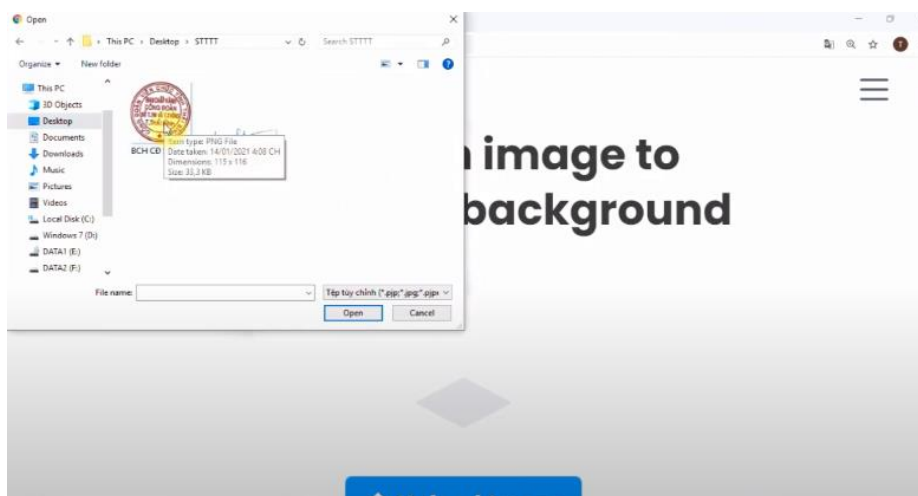 Open
This PC › Desktop › STTTT
Search STTTT
Organize
New folder
This PC
3D Objects
Desktop
Documents
Downloads
Music
Pictures
Videos
Local Disk (C:)
Windows 7 (D:)
DATA1 (E:)
DATA2 (F:)
CÔNG ĐOÀN
BCH CĐ
Item type: PNG File
Date taken: 14/01/2021 4:08 CH
Dimensions: 115 x 116
Size: 33,3 KB
File name:
Tệp tùy chỉnh (*.pjp;*.jpg;*.pjpe
Open
Cancel
image to
background
T